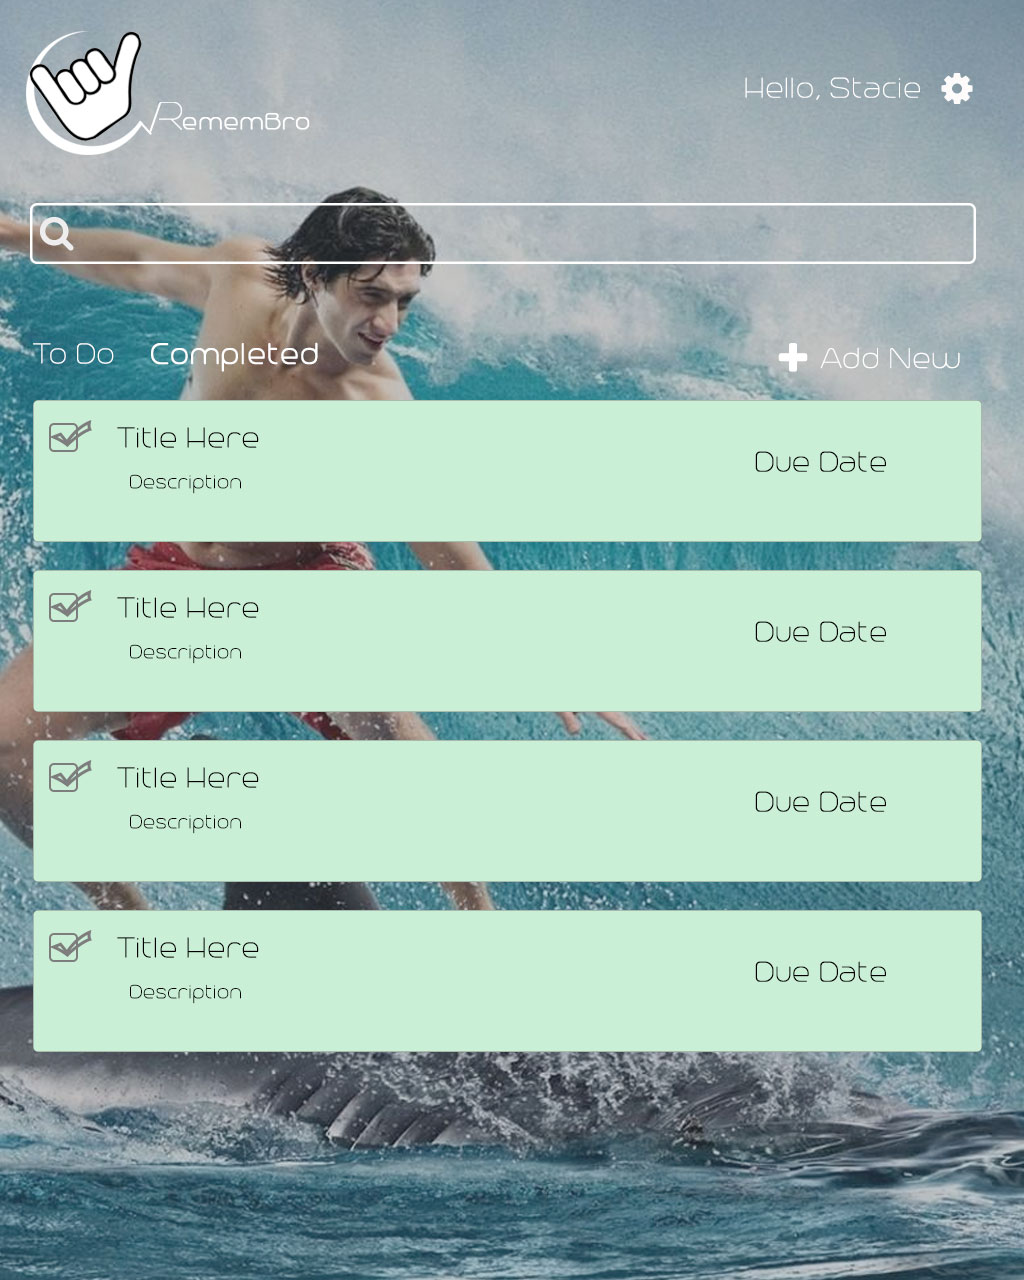 RememBro
Hello, Stacie
To Do Completed
Add New
Title Here
Description
Due Date
Title Here
Description
Due Date
Title Here
Description
Due Date
Title Here
Description
Due Date